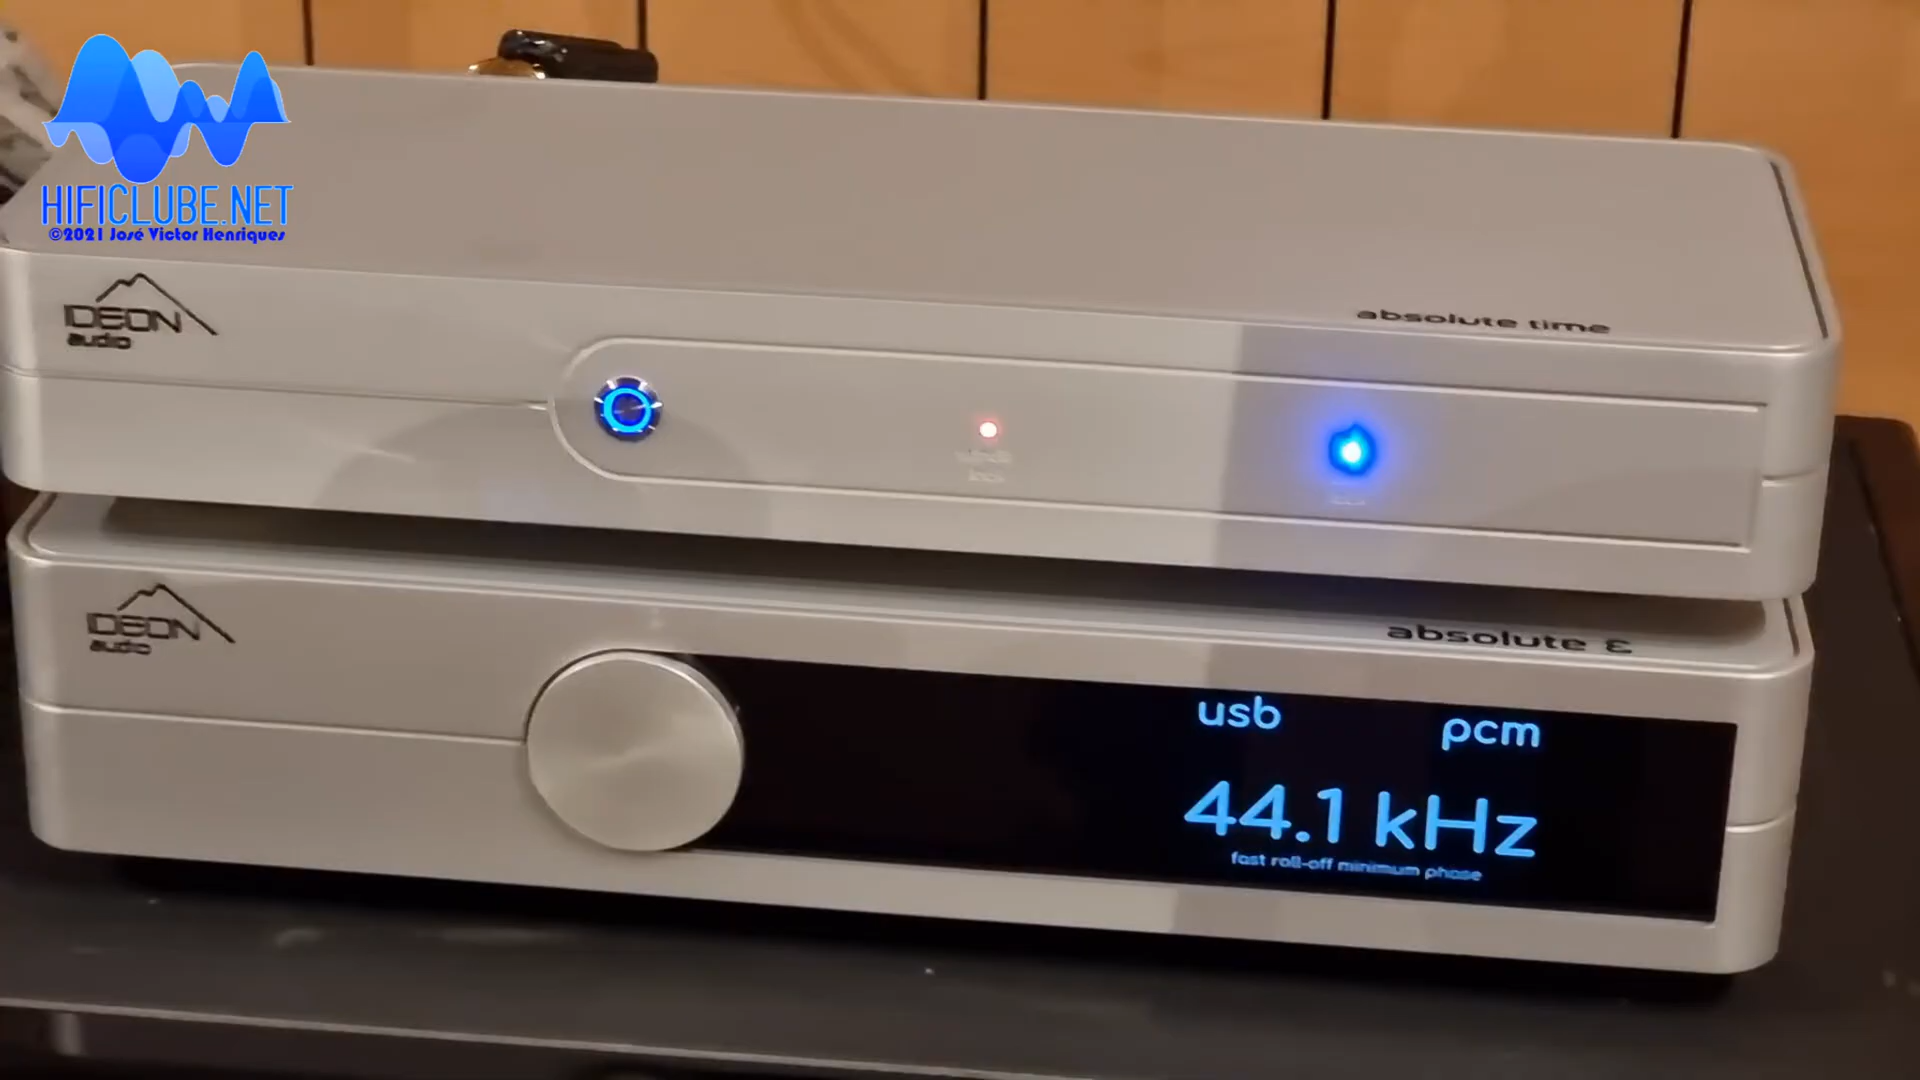 HIFICLUBE.NET
©2021 José Victor Henriques
IDEON
audio
absolute time
IDEON
audio
absolute ε
usb pcm
44.1 kHz
fast roll-off minimum phase